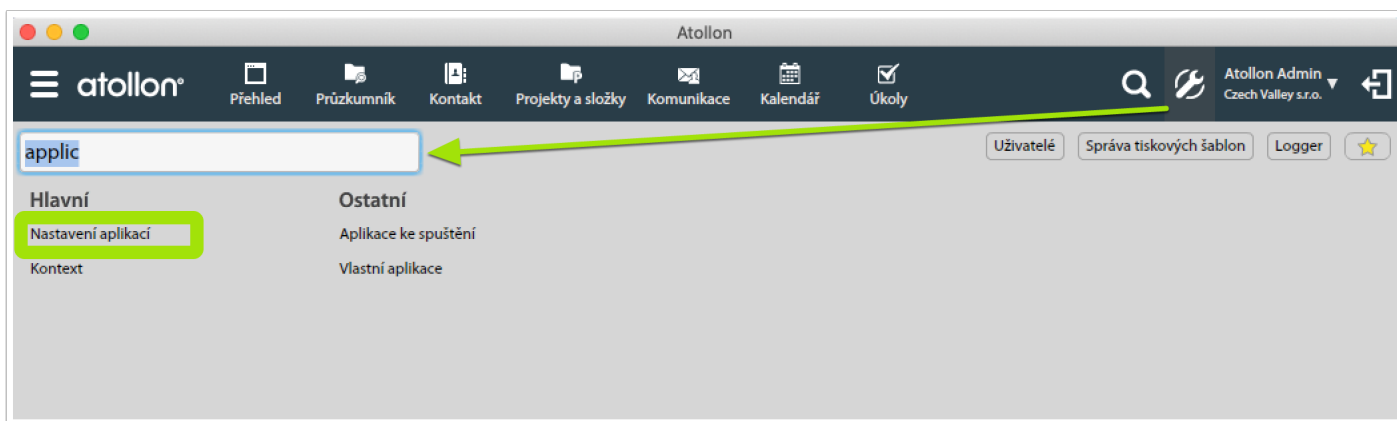 Atollon
atollon
Přehled
Průzkumník
Kontakt
Projekty a složky
Komunikace
Kalendář
Úkoly
Atollon Admin
Czech Valley s.r.o.
applic
Uživatelé
Správa tiskových šablon
Logger
Hlavní
Ostatní
Nastavení aplikací
Aplikace ke spuštění
Kontext
Vlastní aplikace